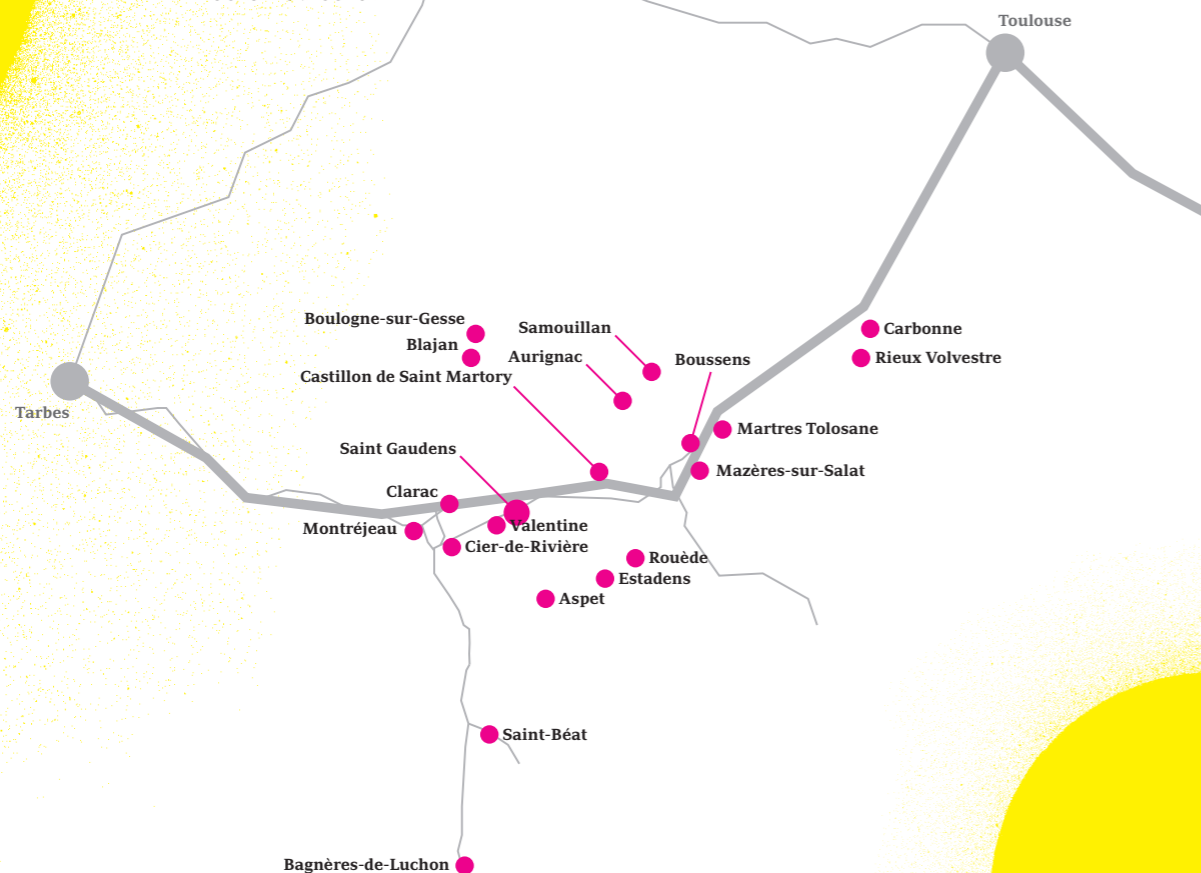 Toulouse
Boulogne-sur-Gesse
Samouillan
Carbonne
Blajan
Aurignac
Boussens
Rieux Volvestre
Castillon de Saint Martory
Tarbes
Martres Tolosane
Saint Gaudens
Mazères-sur-Salat
Clarac
Montréjeau
Valentine
Cier-de-Rivière
Rouède
Estadens
Aspet
Saint-Béat
Bagnères-de-Luchon